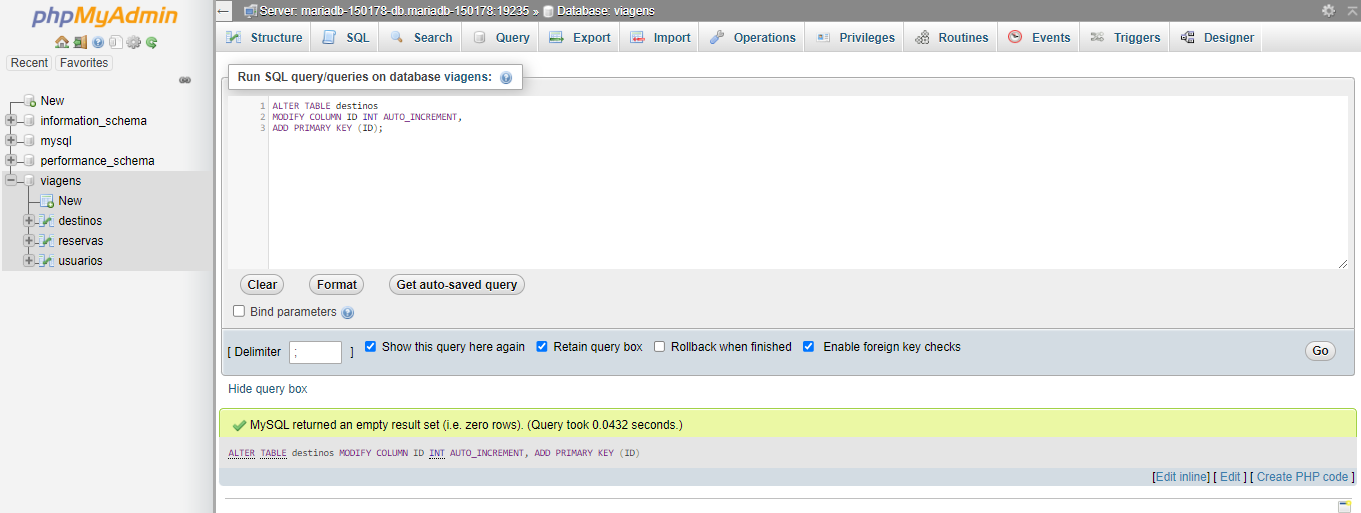 phpMyAdmin
Recent Favorites
New
information_schema
mysql
performance_schema
viagens
New
destinos
reservas
usuarios
Server: mariadb-150178-db.mariadb-150178:19235 » Database: viagens
Structure SQL Search Query Export Import Operations Privileges Routines Events Triggers Designer
Run SQL query/queries on database viagens:
1 ALTER TABLE destinos
2 MODIFY COLUMN ID INT AUTO_INCREMENT,
3 ADD PRIMARY KEY (ID);
Clear Format Get auto-saved query
Bind parameters
[ Delimiter ; ] Show this query here again Retain query box Rollback when finished Enable foreign key checks Go
Hide query box
MySQL returned an empty result set (i.e. zero rows). (Query took 0.0432 seconds.)
ALTER TABLE destinos MODIFY COLUMN ID INT AUTO_INCREMENT, ADD PRIMARY KEY (ID)
[Edit inline] [ Edit ] [ Create PHP code ]